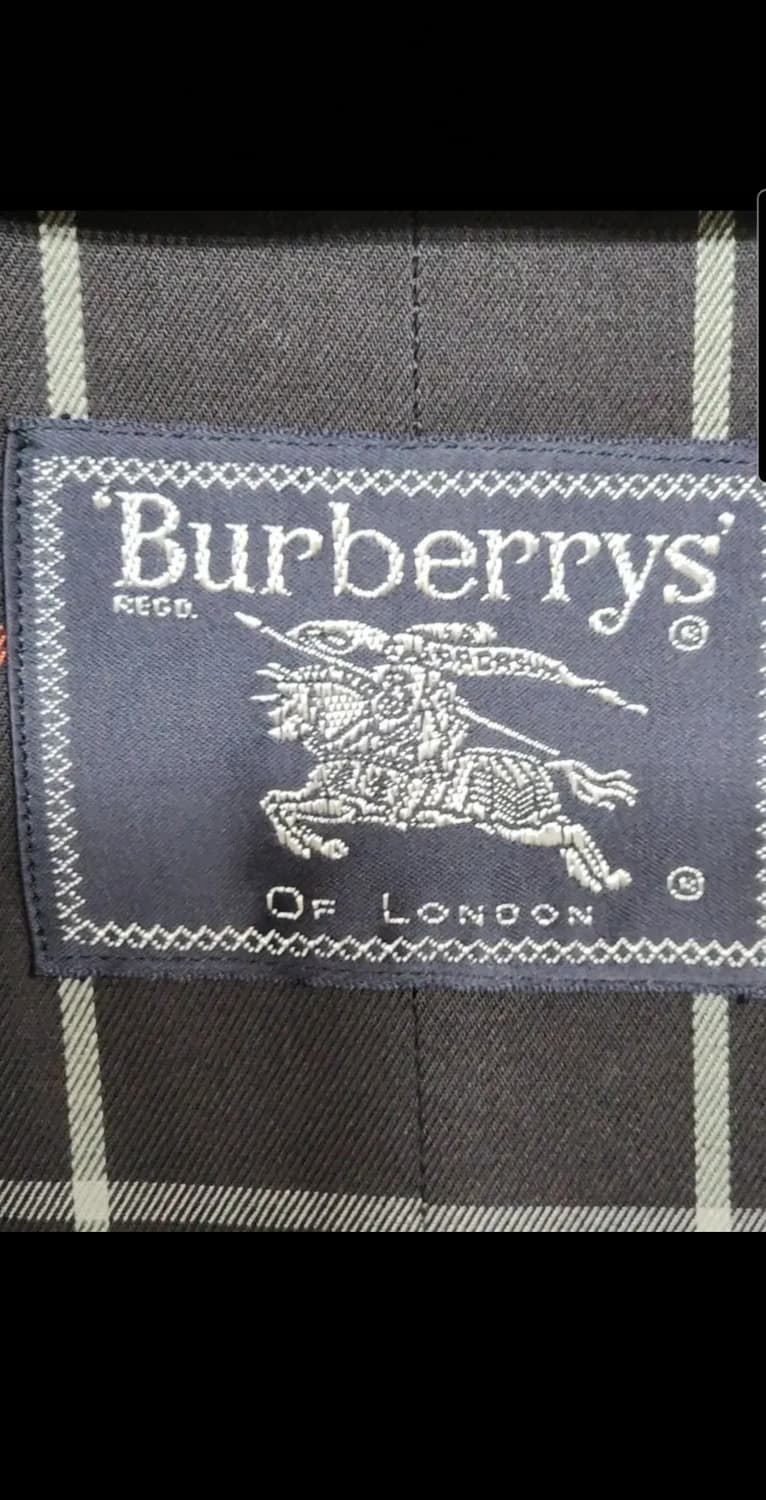 'Burberrys'
REGD.
®
®
OF LONDON